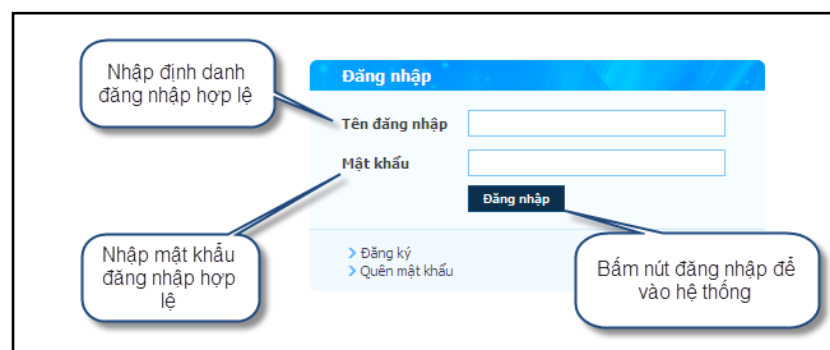 Nhập định danh
đăng nhập hợp lệ
Đăng nhập
Tên đăng nhập
Mật khẩu
Đăng nhập
Nhập mật khẩu
đăng nhập hợp
lệ
Đăng ký
Quên mật khẩu
Bấm nút đăng nhập để
vào hệ thống